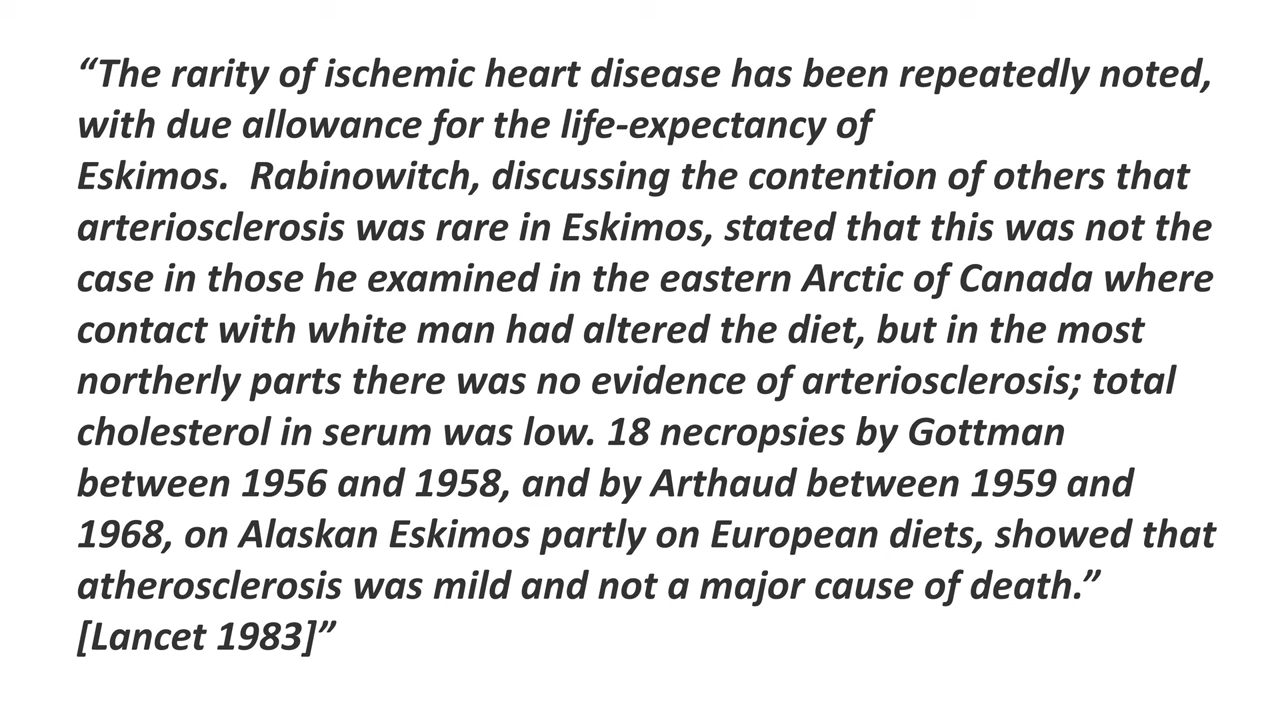 “The rarity of ischemic heart disease has been repeatedly noted,
with due allowance for the life-expectancy of
Eskimos.  Rabinowitch, discussing the contention of others that
arteriosclerosis was rare in Eskimos, stated that this was not the
case in those he examined in the eastern Arctic of Canada where
contact with white man had altered the diet, but in the most
northerly parts there was no evidence of arteriosclerosis; total
cholesterol in serum was low. 18 necropsies by Gottman
between 1956 and 1958, and by Arthaud between 1959 and
1968, on Alaskan Eskimos partly on European diets, showed that
atherosclerosis was mild and not a major cause of death.”
[Lancet 1983]”